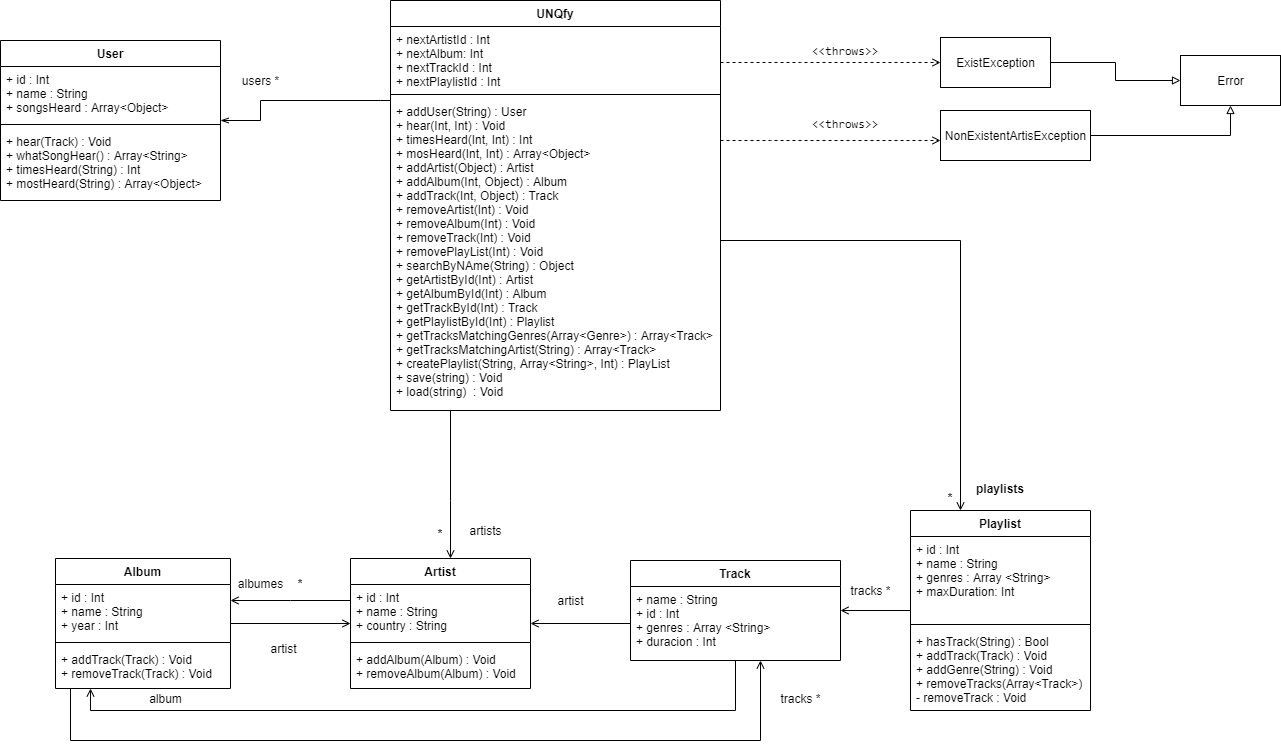 UNQfy
+ nextArtistId : Int
+ nextAlbum: Int
+ nextTrackId : Int
+ nextPlaylistId : Int
+ addUser(String) : User
+ hear(Int, Int) : Void
+ timesHeard(Int, Int) : Int
+ mosHeard(Int, Int) : Array<Object>
+ addArtist(Object) : Artist
+ addAlbum(Int, Object) : Album
+ addTrack(Int, Object) : Track
+ removeArtist(Int) : Void
+ removeAlbum(Int) : Void
+ removeTrack(Int) : Void
+ removePlayList(Int) : Void
+ searchByNAme(String) : Object
+ getArtistById(Int) : Artist
+ getAlbumById(Int) : Album
+ getTrackById(Int) : Track
+ getPlaylistById(Int) : Playlist
+ getTracksMatchingGenres(Array<Genre>) : Array<Track>
+ getTracksMatchingArtist(String) : Array<Track>
+ createPlaylist(String, Array<String>, Int) : PlayList
+ save(string) : Void
+ load(string)  : Void
User
+ id : Int
+ name : String
+ songsHeard : Array<Object>
+ hear(Track) : Void
+ whatSongHear() : Array<String>
+ timesHeard(String) : Int
+ mostHeard(String) : Array<Object>
users *
<<throws>>
ExistException
Error
<<throws>>
NonExistentArtisException
* playlists
* artists
Playlist
+ id : Int
+ name : String
+ genres : Array <String>
+ maxDuration: Int
+ hasTrack(String) : Bool
+ addTrack(Track) : Void
+ addGenre(String) : Void
+ removeTracks(Array<Track>)
- removeTrack : Void
Album
+ id : Int
+ name : String
+ year : Int
+ addTrack(Track) : Void
+ removeTrack(Track) : Void
albumes *
artist
Artist
+ id : Int
+ name : String
+ country : String
+ addAlbum(Album) : Void
+ removeAlbum(Album) : Void
artist
Track
+ name : String
+ id : Int
+ genres : Array <String>
+ duracion : Int
tracks *
album
tracks *